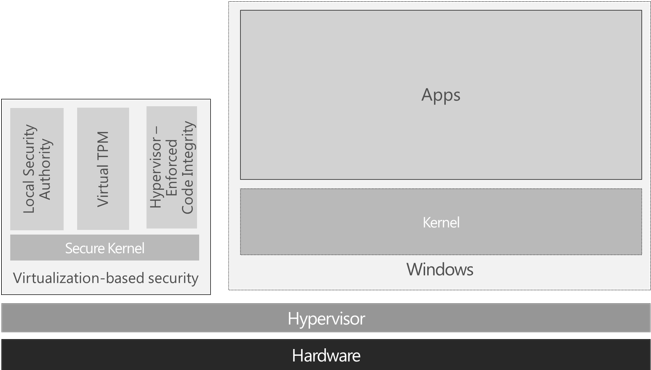 Local Security
Authority
Virtual TPM
Hypervisor –
Enforced
Code Integrity
Secure Kernel
Virtualization-based security
Apps
Kernel
Windows
Hypervisor
Hardware